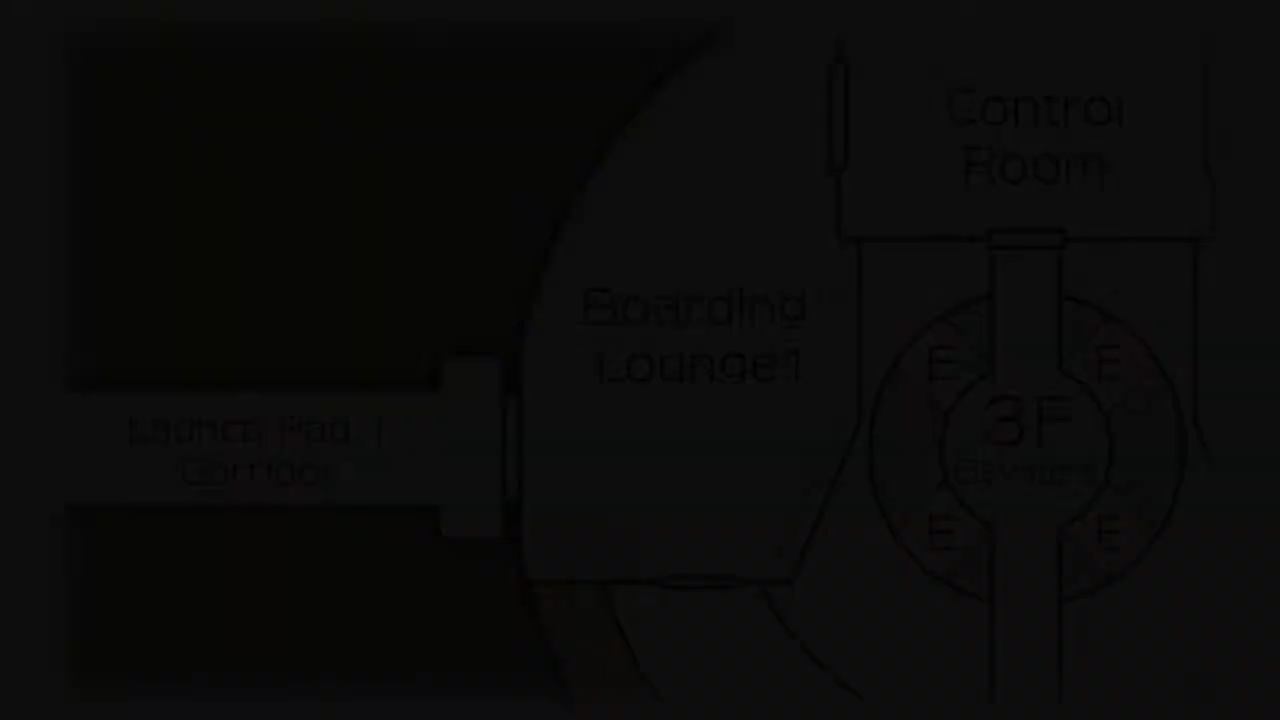 Control
Room
Boarding
Lounge1
Launch Pad 1
Corridor
E
E
3F
Elevators
E
E